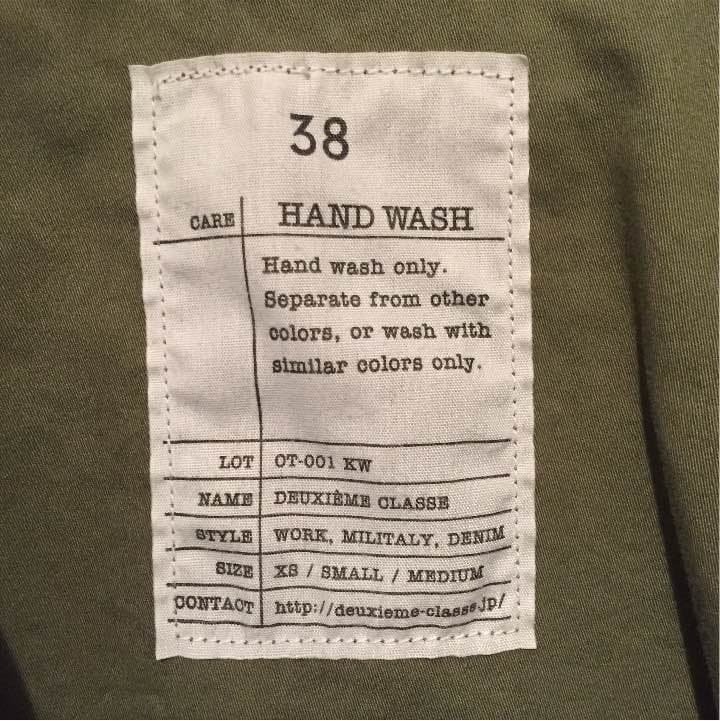 38
CARE HAND WASH
Hand wash only.
Separate from other
colors, or wash with
similar colors only.
LOT OT-001 KW
NAME DEUXIÈME CLASSE
STYLE WORK, MILITALY, DENIM
SIZE XS / SMALL / MEDIUM
CONTACT http://deuxieme-classe.jp/